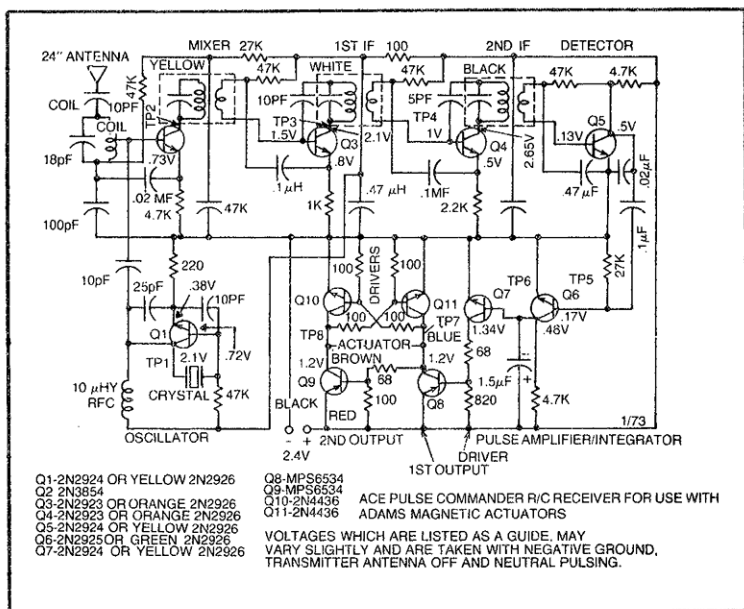 MIXER 27K 1ST IF 100 2ND IF DETECTOR
24" ANTENNA YELLOW WHITE BLACK
47K 47K 47K 47K 4.7K
10PF 10PF 5PF
COIL TP2 TP3 TP4
COIL 1.5V 2.1V 1V Q5
.5V
18pF Q3 Q4 2.65V .13V
.73V .8V .5V
.02 MF .1µH .47 µH .1MF .47 µF .02µF
4.7K 47K 1K 2.2K .1µF
100pF
10pF 220 100 DRIVERS 100 27K
25pF .38V 10PF Q10 Q11 Q7 TP6 TP5 Q6
Q1 100 100 TP7 .17V
TP8 BLUE 1.34V .48V
.72V ACTUATOR
TP1 2.1V 1.2V BROWN 1.2V 68 --
10 µHY Q9 68 1.5µF +
RFC CRYSTAL 47K BLACK 100 Q8 820 4.7K
RED 1/73
OSCILLATOR - + 2ND OUTPUT DRIVER PULSE AMPLIFIER/INTEGRATOR
2.4V 1ST OUTPUT
Q1-2N2924 OR YELLOW 2N2926
Q2 2N3854
Q3-2N2923 OR ORANGE 2N2926
Q4-2N2923 OR ORANGE 2N2926
Q5-2N2924 OR YELLOW 2N2926
Q6-2N2925OR GREEN 2N2926
Q7-2N2924 OR YELLOW 2N2926
Q8-MPS6534
Q9-MPS6534
Q10-2N4436
Q11-2N4436
ACE PULSE COMMANDER R/C RECEIVER FOR USE WITH
ADAMS MAGNETIC ACTUATORS
VOLTAGES WHICH ARE LISTED AS A GUIDE, MAY
VARY SLIGHTLY AND ARE TAKEN WITH NEGATIVE GROUND,
TRANSMITTER ANTENNA OFF AND NEUTRAL PULSING.